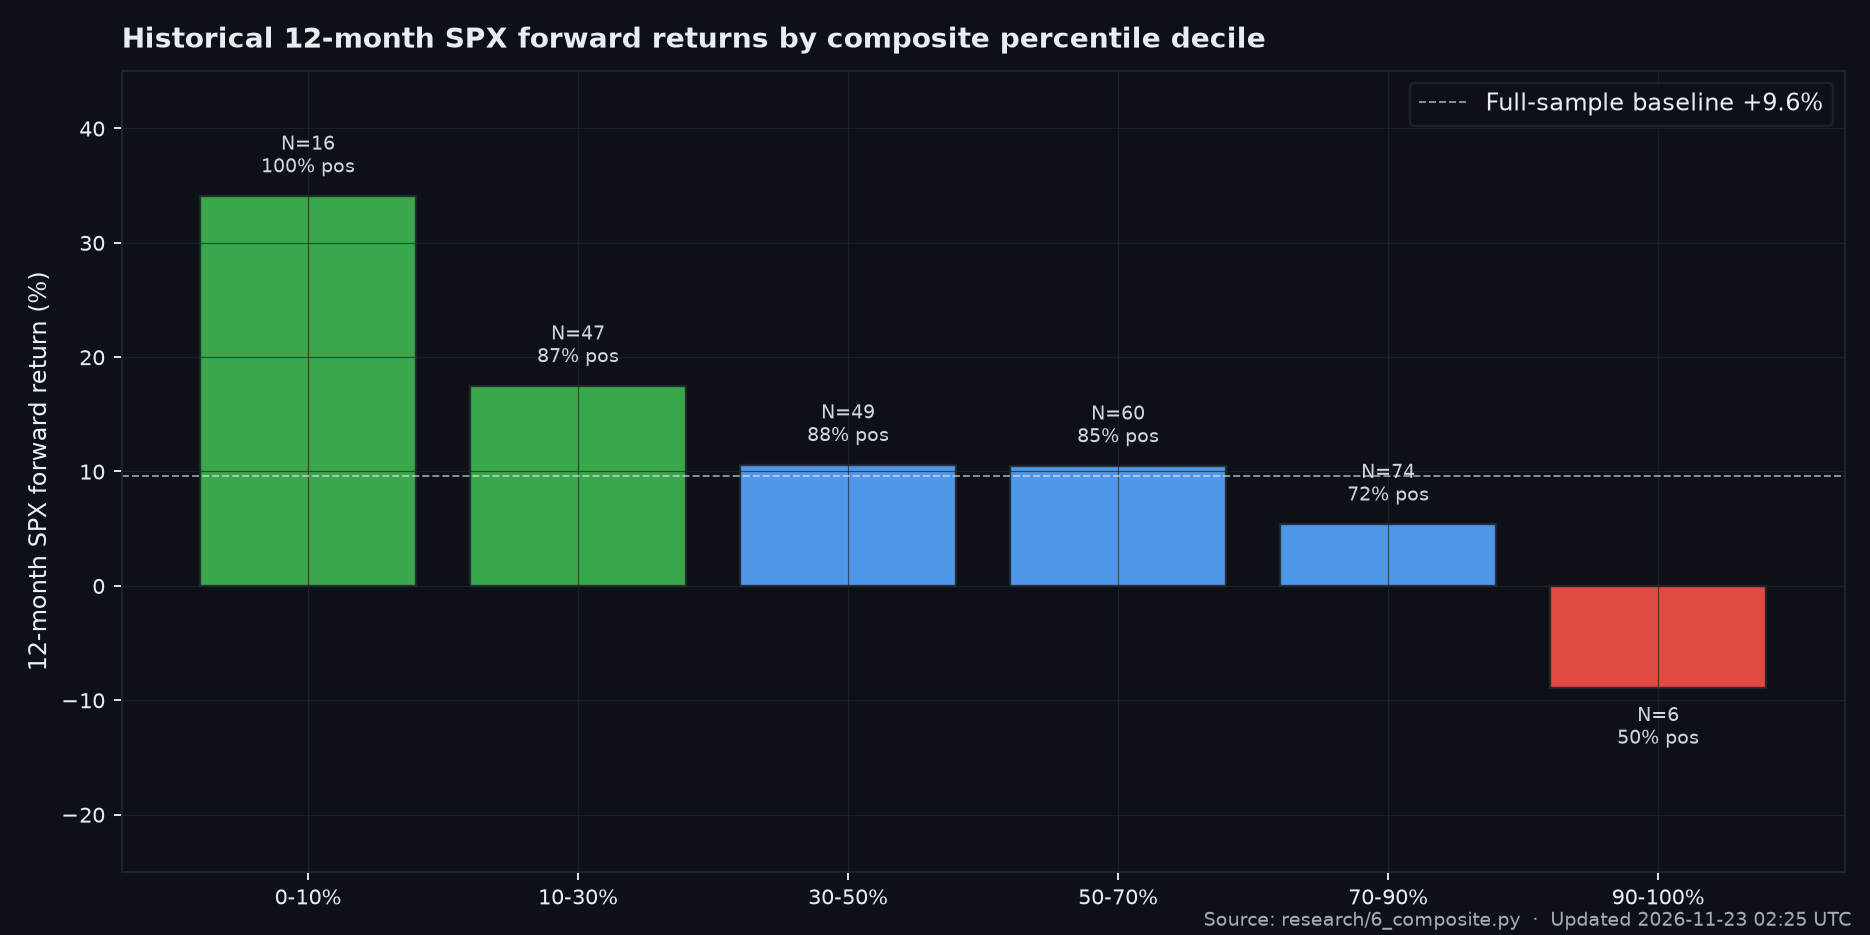 Historical 12-month SPX forward returns by composite percentile decile
Full-sample baseline +9.6%
12-month SPX forward return (%)
40
30
20
10
0
−10
−20
N=16
100% pos
N=47
87% pos
N=49
88% pos
N=60
85% pos
N=74
72% pos
N=6
50% pos
0-10%
10-30%
30-50%
50-70%
70-90%
90-100%
Source: research/6_composite.py · Updated 2026-11-23 02:25 UTC